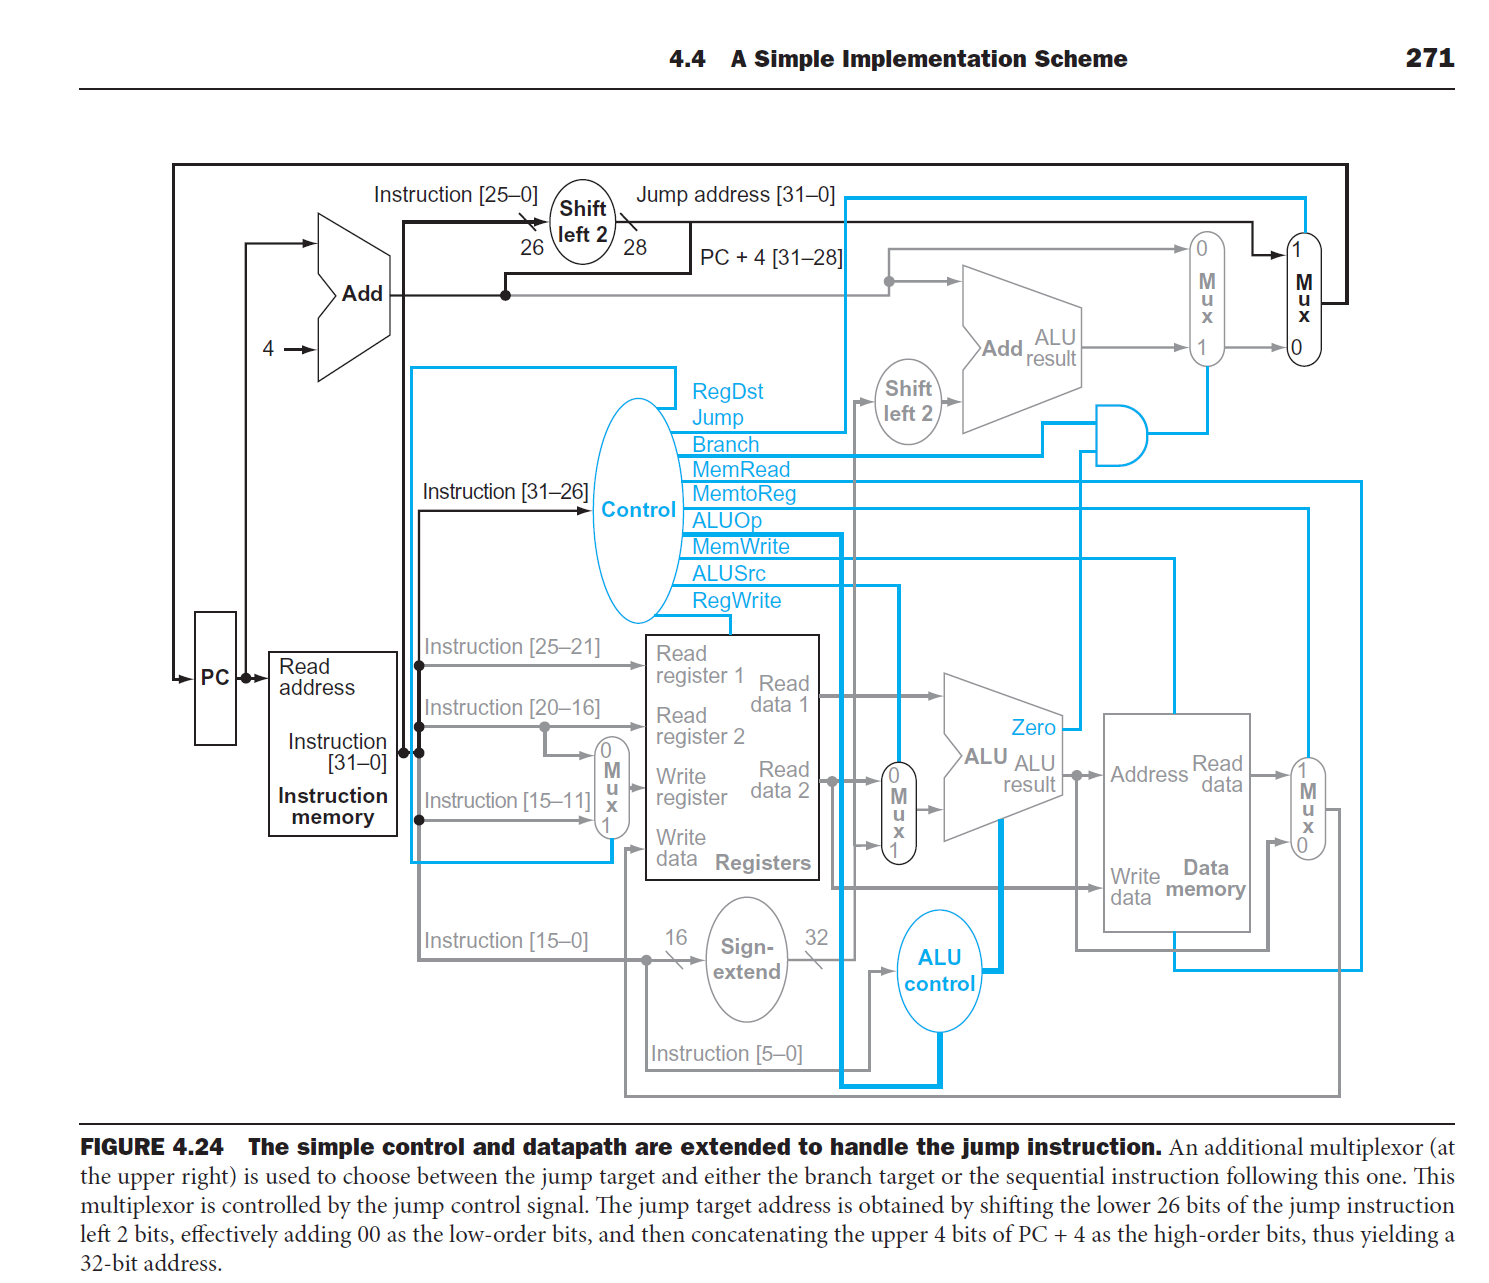 4.4 A Simple Implementation Scheme 271
Instruction [25–0]
Shift
left 2
Jump address [31–0]
26
28
PC + 4 [31–28]
Add
4
0
M
u
x
1
1
M
u
x
0
Add
ALU
result
Shift
left 2
RegDst
Jump
Branch
MemRead
MemtoReg
ALUOp
MemWrite
ALUSrc
RegWrite
Instruction [31–26]
Control
PC
Read
address
Instruction
[31–0]
Instruction
memory
Instruction [25–21]
Instruction [20–16]
Instruction [15–11]
0
M
u
x
1
Read
register 1
Read
register 2
Write
register
Write
data
Read
data 1
Read
data 2
Registers
0
M
u
x
1
Zero
ALU
ALU
result
Address
Read
data
Write
data
Data
memory
1
M
u
x
0
Instruction [15–0]
16
Sign-
extend
32
ALU
control
Instruction [5–0]
FIGURE 4.24 The simple control and datapath are extended to handle the jump instruction. An additional multiplexor (at
the upper right) is used to choose between the jump target and either the branch target or the sequential instruction following this one. This
multiplexor is controlled by the jump control signal. The jump target address is obtained by shifting the lower 26 bits of the jump instruction
left 2 bits, effectively adding 00 as the low-order bits, and then concatenating the upper 4 bits of PC + 4 as the high-order bits, thus yielding a
32-bit address.